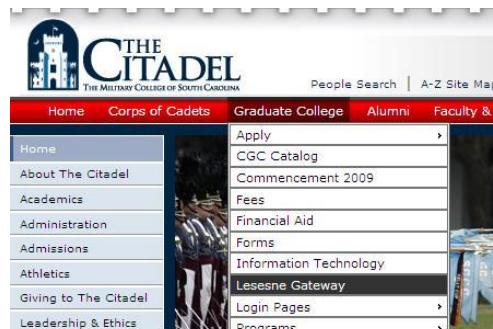 THE
CITADEL
THE MILITARY COLLEGE OF SOUTH CAROLINA
People Search | A-Z Site Map
Home Corps of Cadets Graduate College Alumni Faculty &
Home
About The Citadel
Academics
Administration
Admissions
Athletics
Giving to The Citadel
Leadership & Ethics
Apply
CGC Catalog
Commencement 2009
Fees
Financial Aid
Forms
Information Technology
Lesesne Gateway
Login Pages
Programs